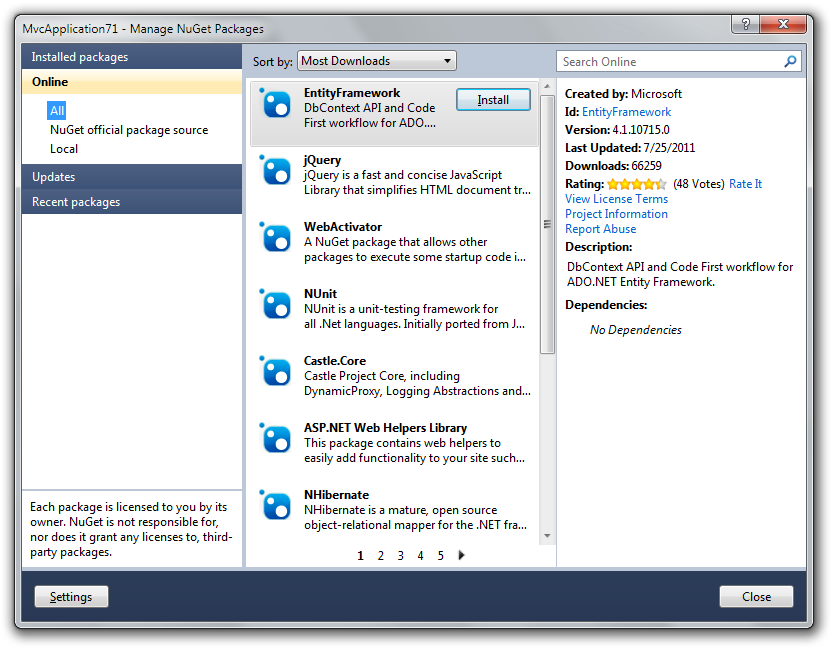 MvcApplication71 - Manage NuGet Packages
?
Installed packages
Online
All
NuGet official package source
Local
Updates
Recent packages
Each package is licensed to you by its
owner. NuGet is not responsible for,
nor does it grant any licenses to, third-
party packages.
Sort by: Most Downloads
EntityFramework
DbContext API and Code
First workflow for ADO....
Install
jQuery
jQuery is a fast and concise JavaScript
Library that simplifies HTML document tr...
WebActivator
A NuGet package that allows other
packages to execute some startup code i...
NUnit
NUnit is a unit-testing framework for
all .Net languages. Initially ported from J...
Castle.Core
Castle Project Core, including
DynamicProxy, Logging Abstractions and...
ASP.NET Web Helpers Library
This package contains web helpers to
easily add functionality to your site such...
NHibernate
NHibernate is a mature, open source
object-relational mapper for the .NET fra...
1 2 3 4 5
Search Online
Created by: Microsoft
Id: EntityFramework
Version: 4.1.10715.0
Last Updated: 7/25/2011
Downloads: 66259
Rating: (48 Votes) Rate It
View License Terms
Project Information
Report Abuse
Description:
DbContext API and Code First workflow for
ADO.NET Entity Framework.
Dependencies:
No Dependencies
Settings
Close